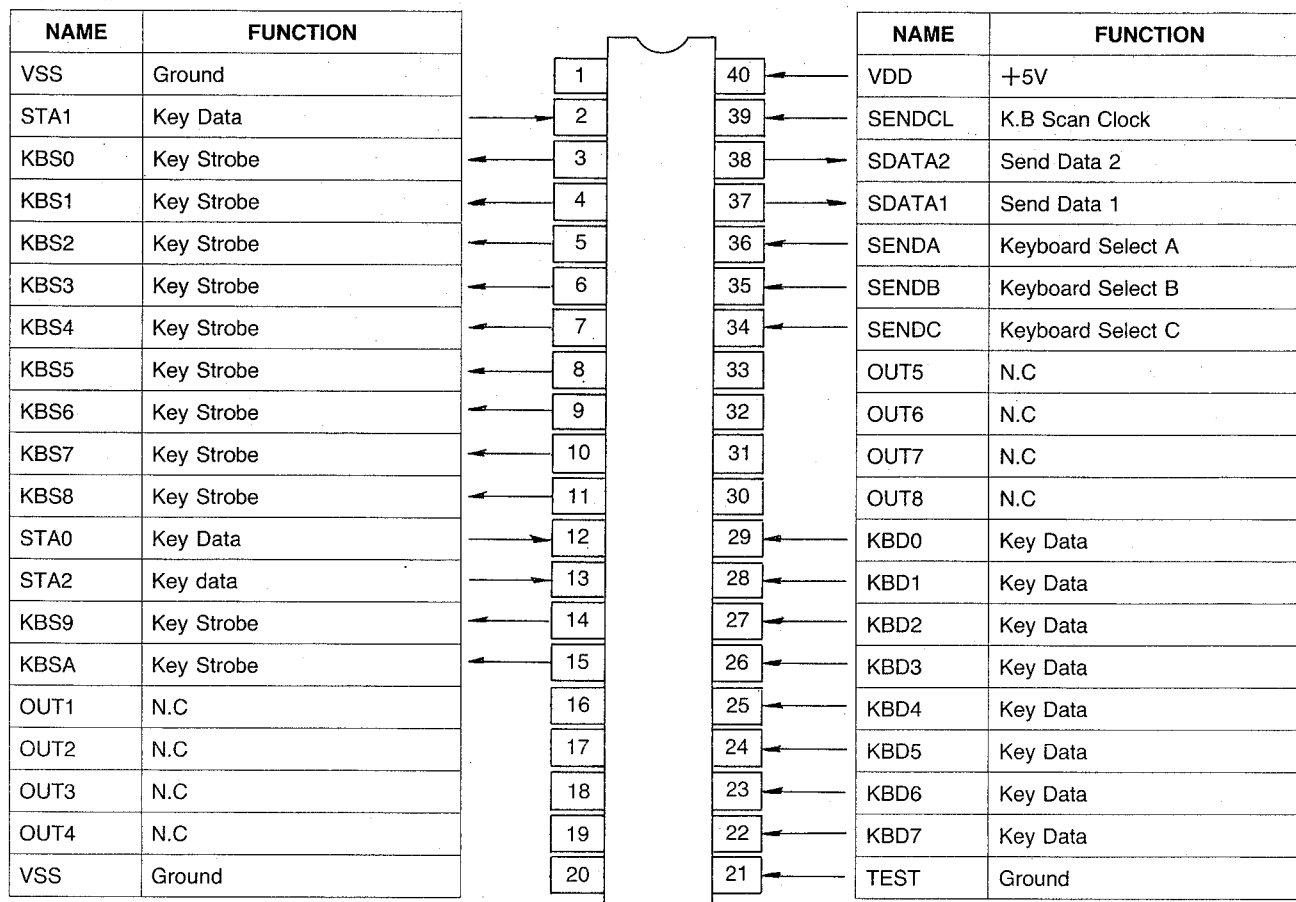 NAME FUNCTION
VSS Ground 1
STA1 Key Data 2
KBS0 Key Strobe 3
KBS1 Key Strobe 4
KBS2 Key Strobe 5
KBS3 Key Strobe 6
KBS4 Key Strobe 7
KBS5 Key Strobe 8
KBS6 Key Strobe 9
KBS7 Key Strobe 10
KBS8 Key Strobe 11
STA0 Key Data 12
STA2 Key data 13
KBS9 Key Strobe 14
KBSA Key Strobe 15
OUT1 N.C 16
OUT2 N.C 17
OUT3 N.C 18
OUT4 N.C 19
VSS Ground 20
NAME FUNCTION
40 VDD +5V
39 SENDCL K.B Scan Clock
38 SDATA2 Send Data 2
37 SDATA1 Send Data 1
36 SENDA Keyboard Select A
35 SENDB Keyboard Select B
34 SENDC Keyboard Select C
33 OUT5 N.C
32 OUT6 N.C
31 OUT7 N.C
30 OUT8 N.C
29 KBD0 Key Data
28 KBD1 Key Data
27 KBD2 Key Data
26 KBD3 Key Data
25 KBD4 Key Data
24 KBD5 Key Data
23 KBD6 Key Data
22 KBD7 Key Data
21 TEST Ground